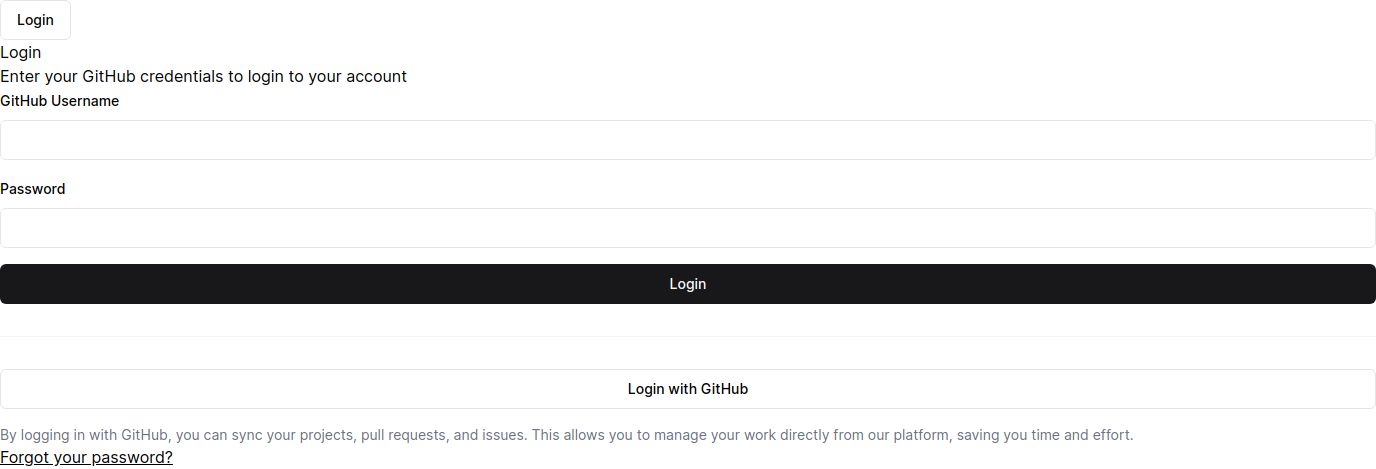 Login
Login
Enter your GitHub credentials to login to your account
GitHub Username
Password
Login
Login with GitHub
By logging in with GitHub, you can sync your projects, pull requests, and issues. This allows you to manage your work directly from our platform, saving you time and effort.
Forgot your password?